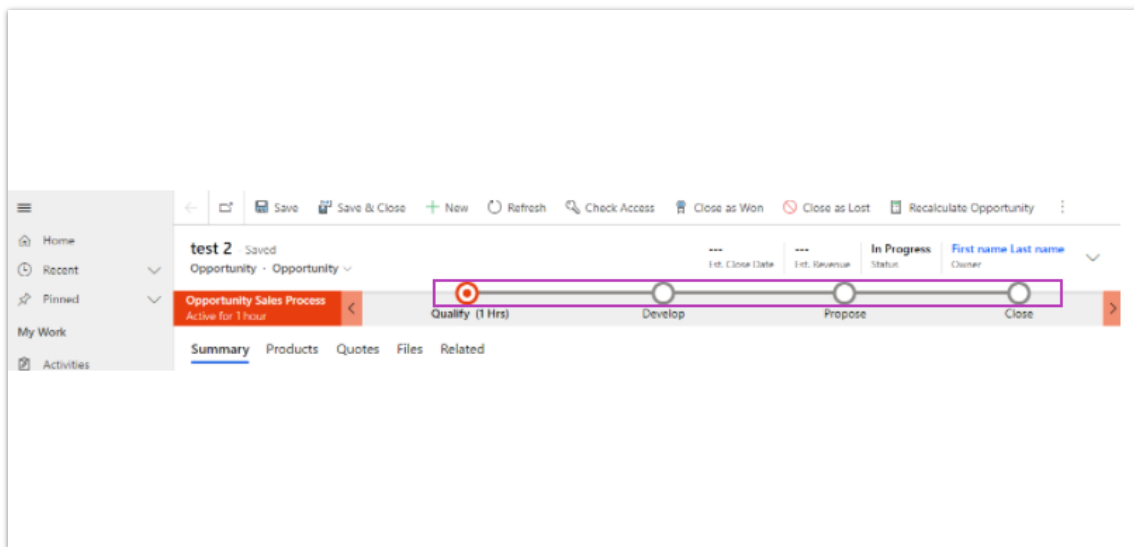 Save Save & Close New Refresh Check Access Close as Won Close as Lost Recalculate Opportunity
Home
Recent
Pinned
My Work
Activities
test 2 - Saved
Opportunity · Opportunity
---
Est. Close Date
---
Est. Revenue
In Progress
Status
First name Last name
Owner
Opportunity Sales Process
Active for 1 hour
Qualify (1 Hrs) Develop Propose Close
Summary Products Quotes Files Related